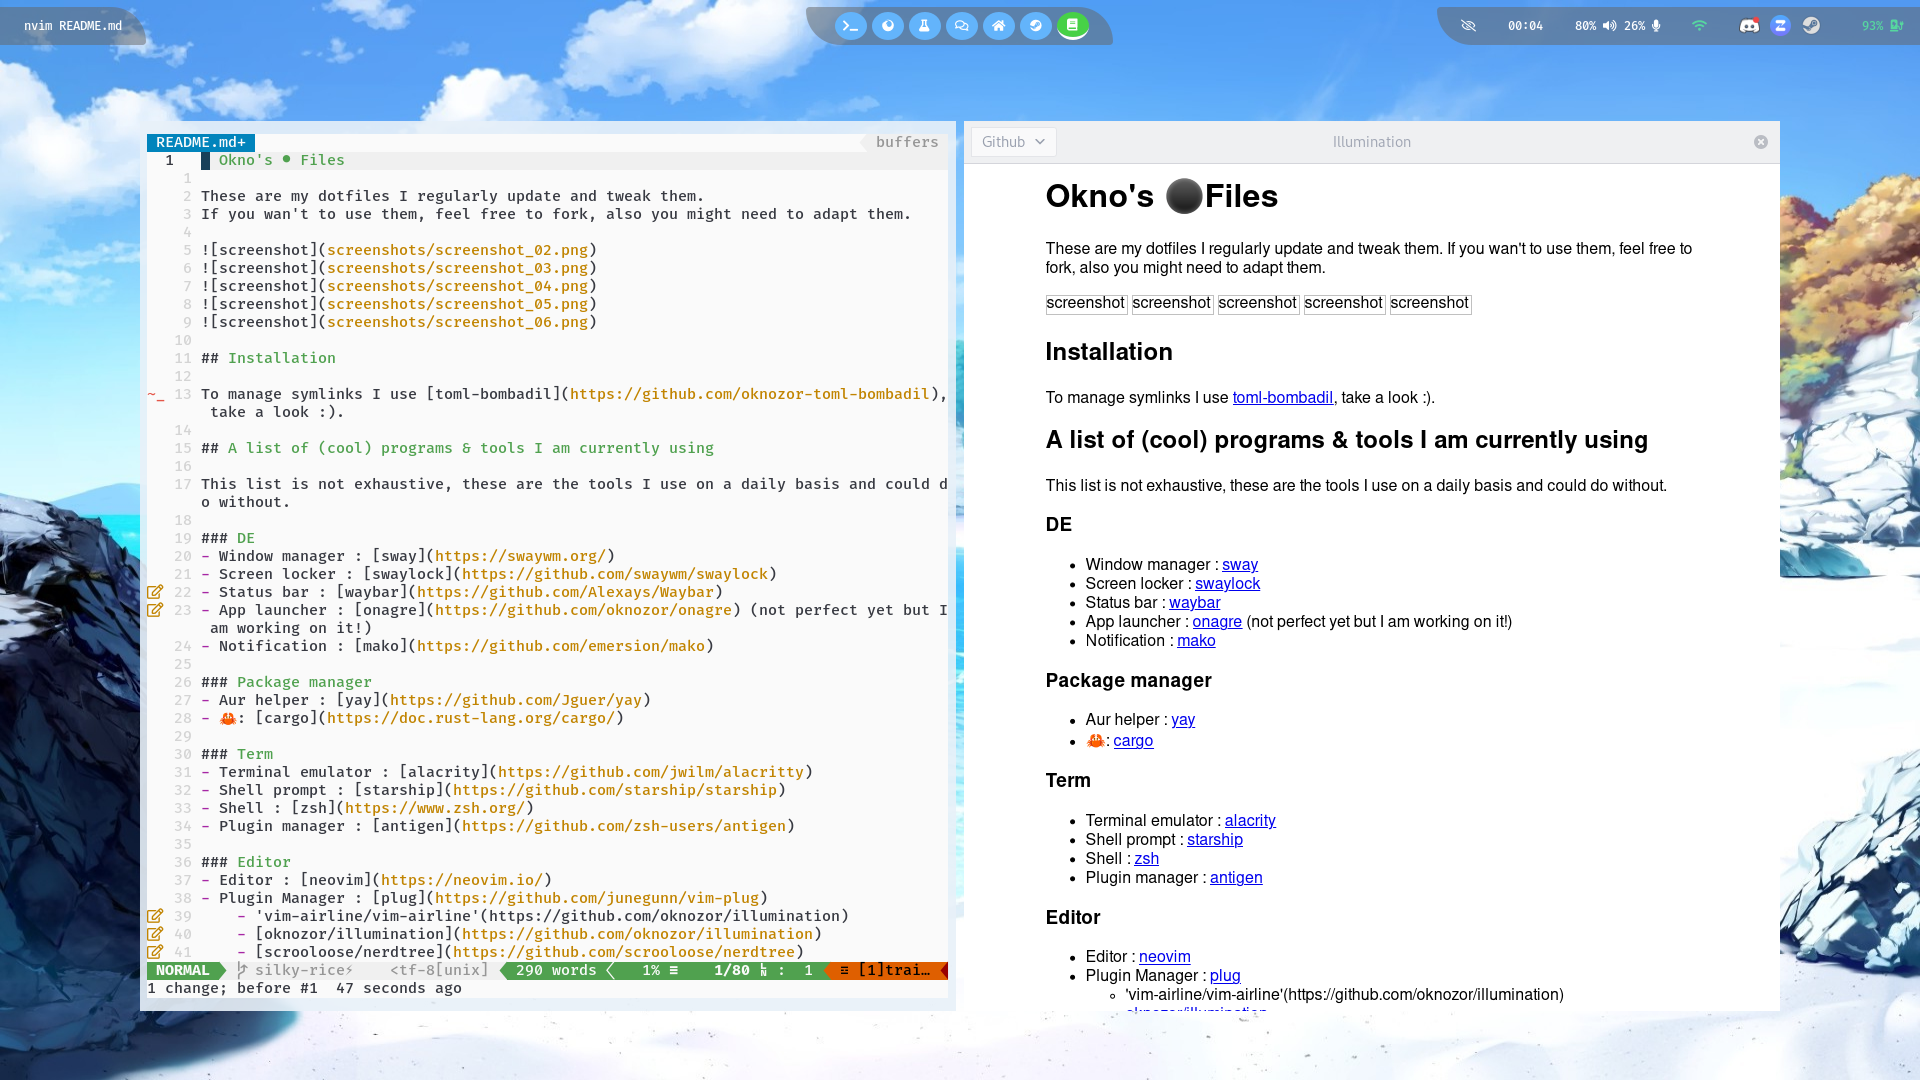 nvim README.md
00:04 80% 26% 93%
README.md+ buffers
1 Okno's ● Files
1
2 These are my dotfiles I regularly update and tweak them.
3 If you wan't to use them, feel free to fork, also you might need to adapt them.
4
5 ![screenshot](screenshots/screenshot_02.png)
6 ![screenshot](screenshots/screenshot_03.png)
7 ![screenshot](screenshots/screenshot_04.png)
8 ![screenshot](screenshots/screenshot_05.png)
9 ![screenshot](screenshots/screenshot_06.png)
10
11 ## Installation
12
~_ 13 To manage symlinks I use [toml-bombadil](https://github.com/oknozor-toml-bombadil),
take a look :).
14
15 ## A list of (cool) programs & tools I am currently using
16
17 This list is not exhaustive, these are the tools I use on a daily basis and could d
o without.
18
19 ### DE
20 - Window manager : [sway](https://swaywm.org/)
21 - Screen locker : [swaylock](https://github.com/swaywm/swaylock)
22 - Status bar : [waybar](https://github.com/Alexays/Waybar)
23 - App launcher : [onagre](https://github.com/oknozor/onagre) (not perfect yet but I
am working on it!)
24 - Notification : [mako](https://github.com/emersion/mako)
25
26 ### Package manager
27 - Aur helper : [yay](https://github.com/Jguer/yay)
28 - 🦀: [cargo](https://doc.rust-lang.org/cargo/)
29
30 ### Term
31 - Terminal emulator : [alacrity](https://github.com/jwilm/alacritty)
32 - Shell prompt : [starship](https://github.com/starship/starship)
33 - Shell : [zsh](https://www.zsh.org/)
34 - Plugin manager : [antigen](https://github.com/zsh-users/antigen)
35
36 ### Editor
37 - Editor : [neovim](https://neovim.io/)
38 - Plugin Manager : [plug](https://github.com/junegunn/vim-plug)
39 - 'vim-airline/vim-airline'(https://github.com/oknozor/illumination)
40 - [oknozor/illumination](https://github.com/oknozor/illumination)
41 - [scrooloose/nerdtree](https://github.com/scrooloose/nerdtree)
NORMAL silky-rice⚡ <tf-8[unix] 290 words 1% ≡ 1/80 : 1 [1]trai…
1 change; before #1 47 seconds ago
Github Illumination
Okno's ⚫Files
These are my dotfiles I regularly update and tweak them. If you wan't to use them, feel free to
fork, also you might need to adapt them.
screenshot screenshot screenshot screenshot screenshot
Installation
To manage symlinks I use toml-bombadil, take a look :).
A list of (cool) programs & tools I am currently using
This list is not exhaustive, these are the tools I use on a daily basis and could do without.
DE
• Window manager : sway
• Screen locker : swaylock
• Status bar : waybar
• App launcher : onagre (not perfect yet but I am working on it!)
• Notification : mako
Package manager
• Aur helper : yay
• 🦀: cargo
Term
• Terminal emulator : alacrity
• Shell prompt : starship
• Shell : zsh
• Plugin manager : antigen
Editor
• Editor : neovim
• Plugin Manager : plug
◦ 'vim-airline/vim-airline'(https://github.com/oknozor/illumination)
oknozor/illumination